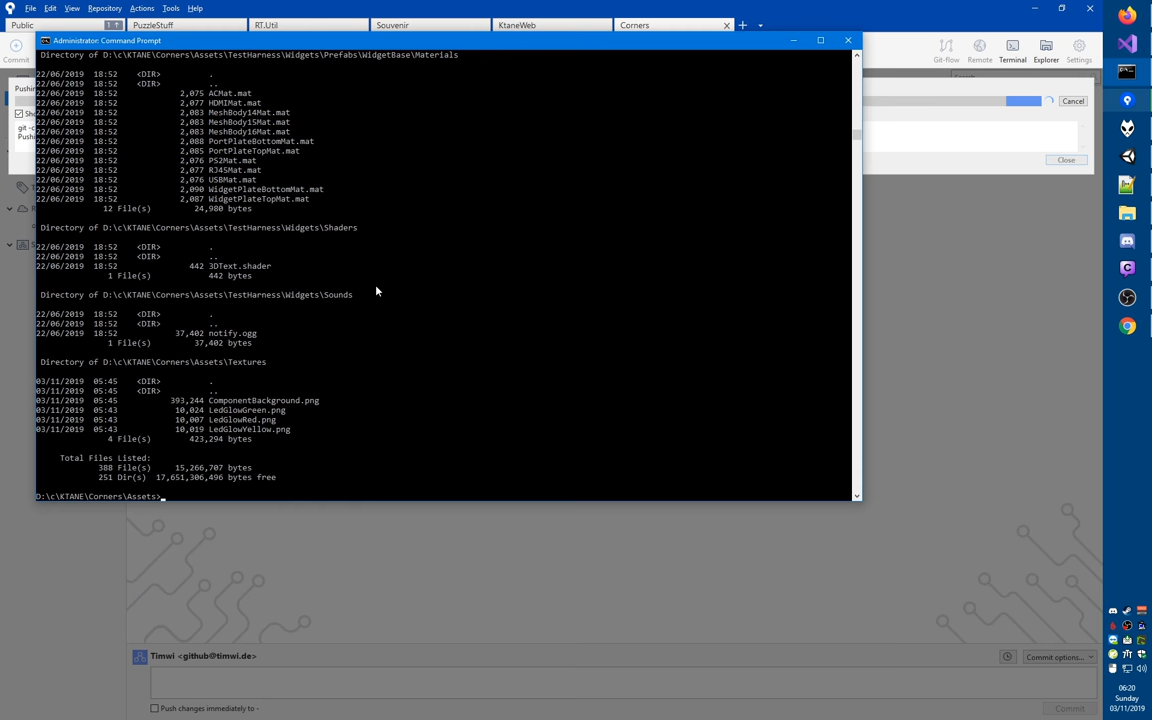 File Edit View Repository Actions Tools Help
Public 1 PuzzleStuff RT.Util Souvenir KtaneWeb Corners
Administrator: Command Prompt
Commit Git-flow Remote Terminal Explorer Settings
Directory of D:\c\KTANE\Corners\Assets\TestHarness\Widgets\Prefabs\WidgetBase\Materials
22/06/2019 18:52 <DIR> .
22/06/2019 18:52 <DIR> ..
22/06/2019 18:52 2,075 ACMat.mat
22/06/2019 18:52 2,077 HDMIMat.mat
22/06/2019 18:52 2,083 MeshBody14Mat.mat
22/06/2019 18:52 2,083 MeshBody15Mat.mat
22/06/2019 18:52 2,083 MeshBody16Mat.mat
22/06/2019 18:52 2,088 PortPlateBottomMat.mat
22/06/2019 18:52 2,085 PortPlateTopMat.mat
22/06/2019 18:52 2,076 PS2Mat.mat
22/06/2019 18:52 2,077 RJ45Mat.mat
22/06/2019 18:52 2,076 USBMat.mat
22/06/2019 18:52 2,090 WidgetPlateBottomMat.mat
22/06/2019 18:52 2,087 WidgetPlateTopMat.mat
12 File(s) 24,980 bytes
Directory of D:\c\KTANE\Corners\Assets\TestHarness\Widgets\Shaders
22/06/2019 18:52 <DIR> .
22/06/2019 18:52 <DIR> ..
22/06/2019 18:52 442 3DText.shader
1 File(s) 442 bytes
Directory of D:\c\KTANE\Corners\Assets\TestHarness\Widgets\Sounds
22/06/2019 18:52 <DIR> .
22/06/2019 18:52 <DIR> ..
22/06/2019 18:52 37,402 notify.ogg
1 File(s) 37,402 bytes
Directory of D:\c\KTANE\Corners\Assets\Textures
03/11/2019 05:45 <DIR> .
03/11/2019 05:45 <DIR> ..
03/11/2019 05:45 393,244 ComponentBackground.png
03/11/2019 05:43 10,024 LedGlowGreen.png
03/11/2019 05:43 10,007 LedGlowRed.png
03/11/2019 05:43 10,019 LedGlowYellow.png
4 File(s) 423,294 bytes
Total Files Listed:
388 File(s) 15,266,707 bytes
251 Dir(s) 17,651,306,496 bytes free
D:\c\KTANE\Corners\Assets>
Cancel
Close
Timwi <github@timwi.de>
Commit options...
Push changes immediately to -
Commit
06:20
Sunday
03/11/2019